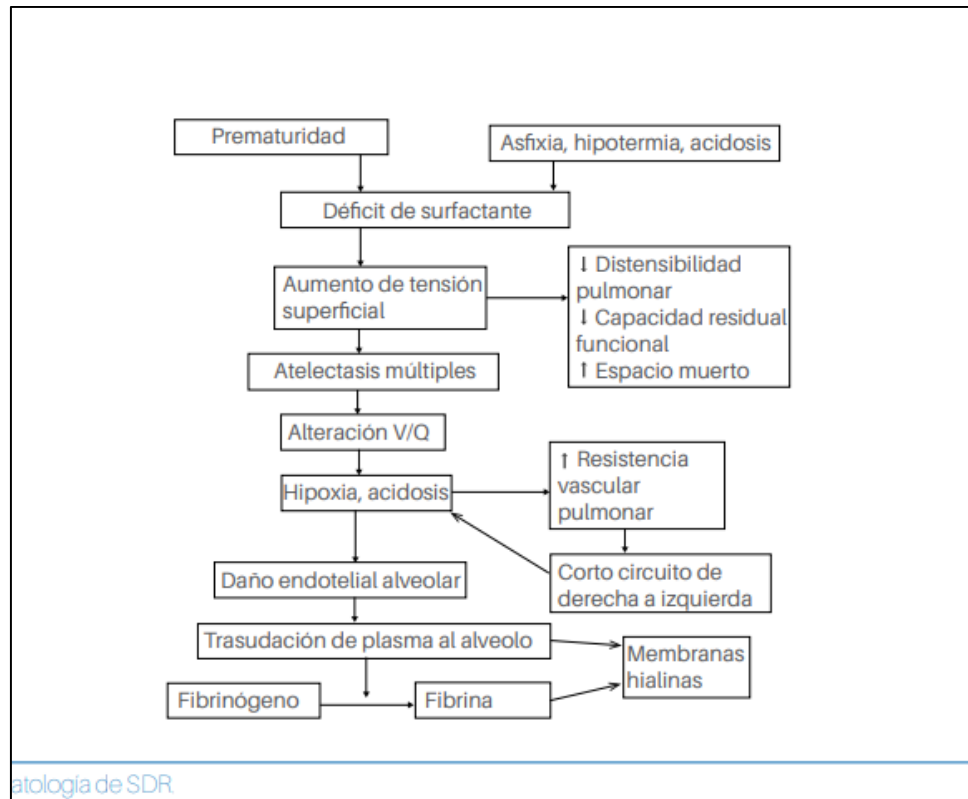 Prematuridad
Asfixia, hipotermia, acidosis
Déficit de surfactante
Aumento de tensión
superficial
↓ Distensibilidad
pulmonar
↓ Capacidad residual
funcional
↑ Espacio muerto
Atelectasis múltiples
Alteración V/Q
Hipoxia, acidosis
↑ Resistencia
vascular
pulmonar
Corto circuito de
derecha a izquierda
Daño endotelial alveolar
Trasudación de plasma al alveolo
Membranas
hialinas
Fibrinógeno
Fibrina
atología de SDR.